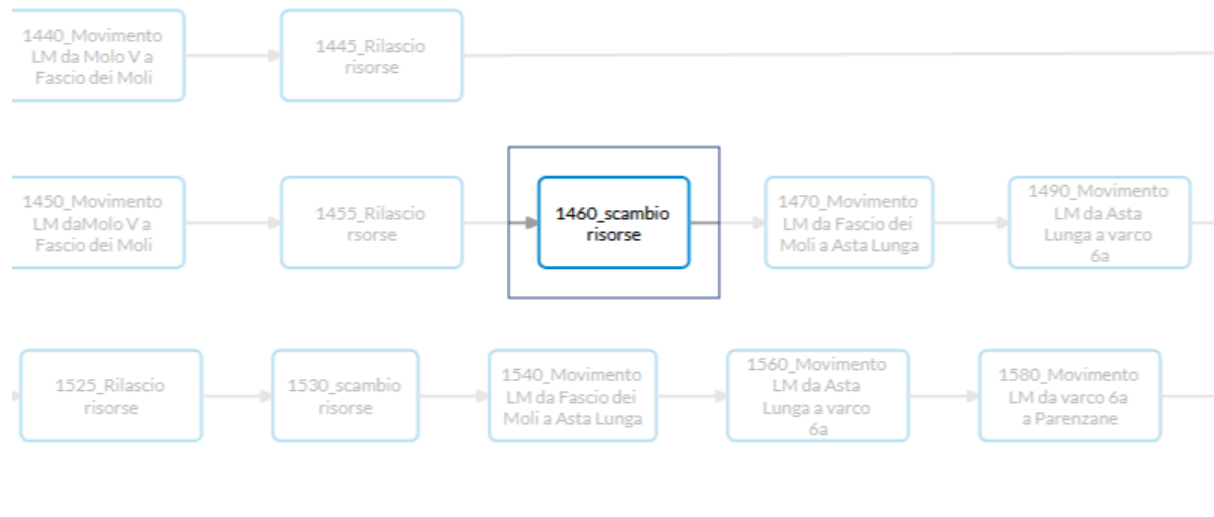 1440_Movimento
LM da Molo V a
Fascio dei Moli
1445_Rilascio
risorse
1450_Movimento
LM daMolo V a
Fascio dei Moli
1455_Rilascio
rsorse
1460_scambio
risorse
1470_Movimento
LM da Fascio dei
Moli a Asta Lunga
1490_Movimento
LM da Asta
Lunga a varco
6a
1525_Rilascio
risorse
1530_scambio
risorse
1540_Movimento
LM da Fascio dei
Moli a Asta Lunga
1560_Movimento
LM da Asta
Lunga a varco
6a
1580_Movimento
LM da varco 6a
a Parenzane